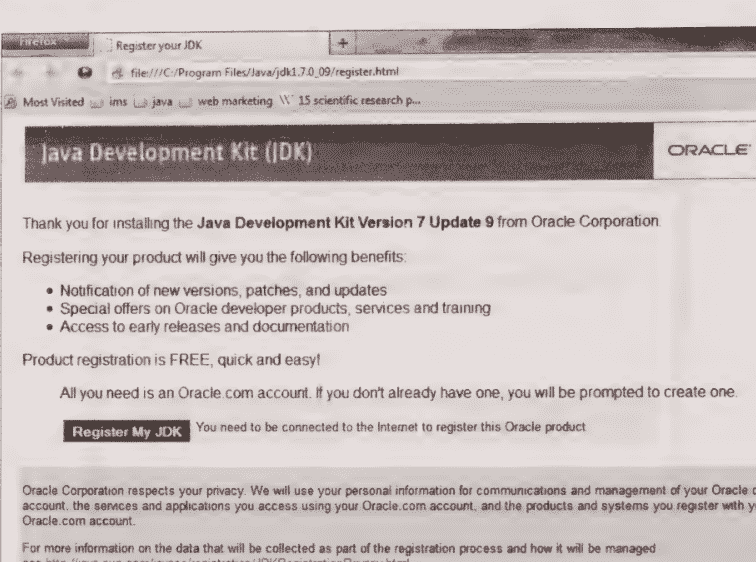 Firefox
Register your JDK
+
file:///C:/Program Files/Java/jdk1.7.0_09/register.html
Most Visited ims java web marketing W 15 scientific research p...
Java Development Kit (JDK)
ORACLE
Thank you for installing the Java Development Kit Version 7 Update 9 from Oracle Corporation.
Registering your product will give you the following benefits:
• Notification of new versions, patches, and updates
• Special offers on Oracle developer products, services and training
• Access to early releases and documentation
Product registration is FREE, quick and easy!
All you need is an Oracle.com account. If you don't already have one, you will be prompted to create one.
Register My JDK You need to be connected to the Internet to register this Oracle product
Oracle Corporation respects your privacy. We will use your personal information for communications and management of your Oracle.c
account, the services and applications you access using your Oracle.com account, and the products and systems you register with y
Oracle.com account.
For more information on the data that will be collected as part of the registration process and how it will be managed